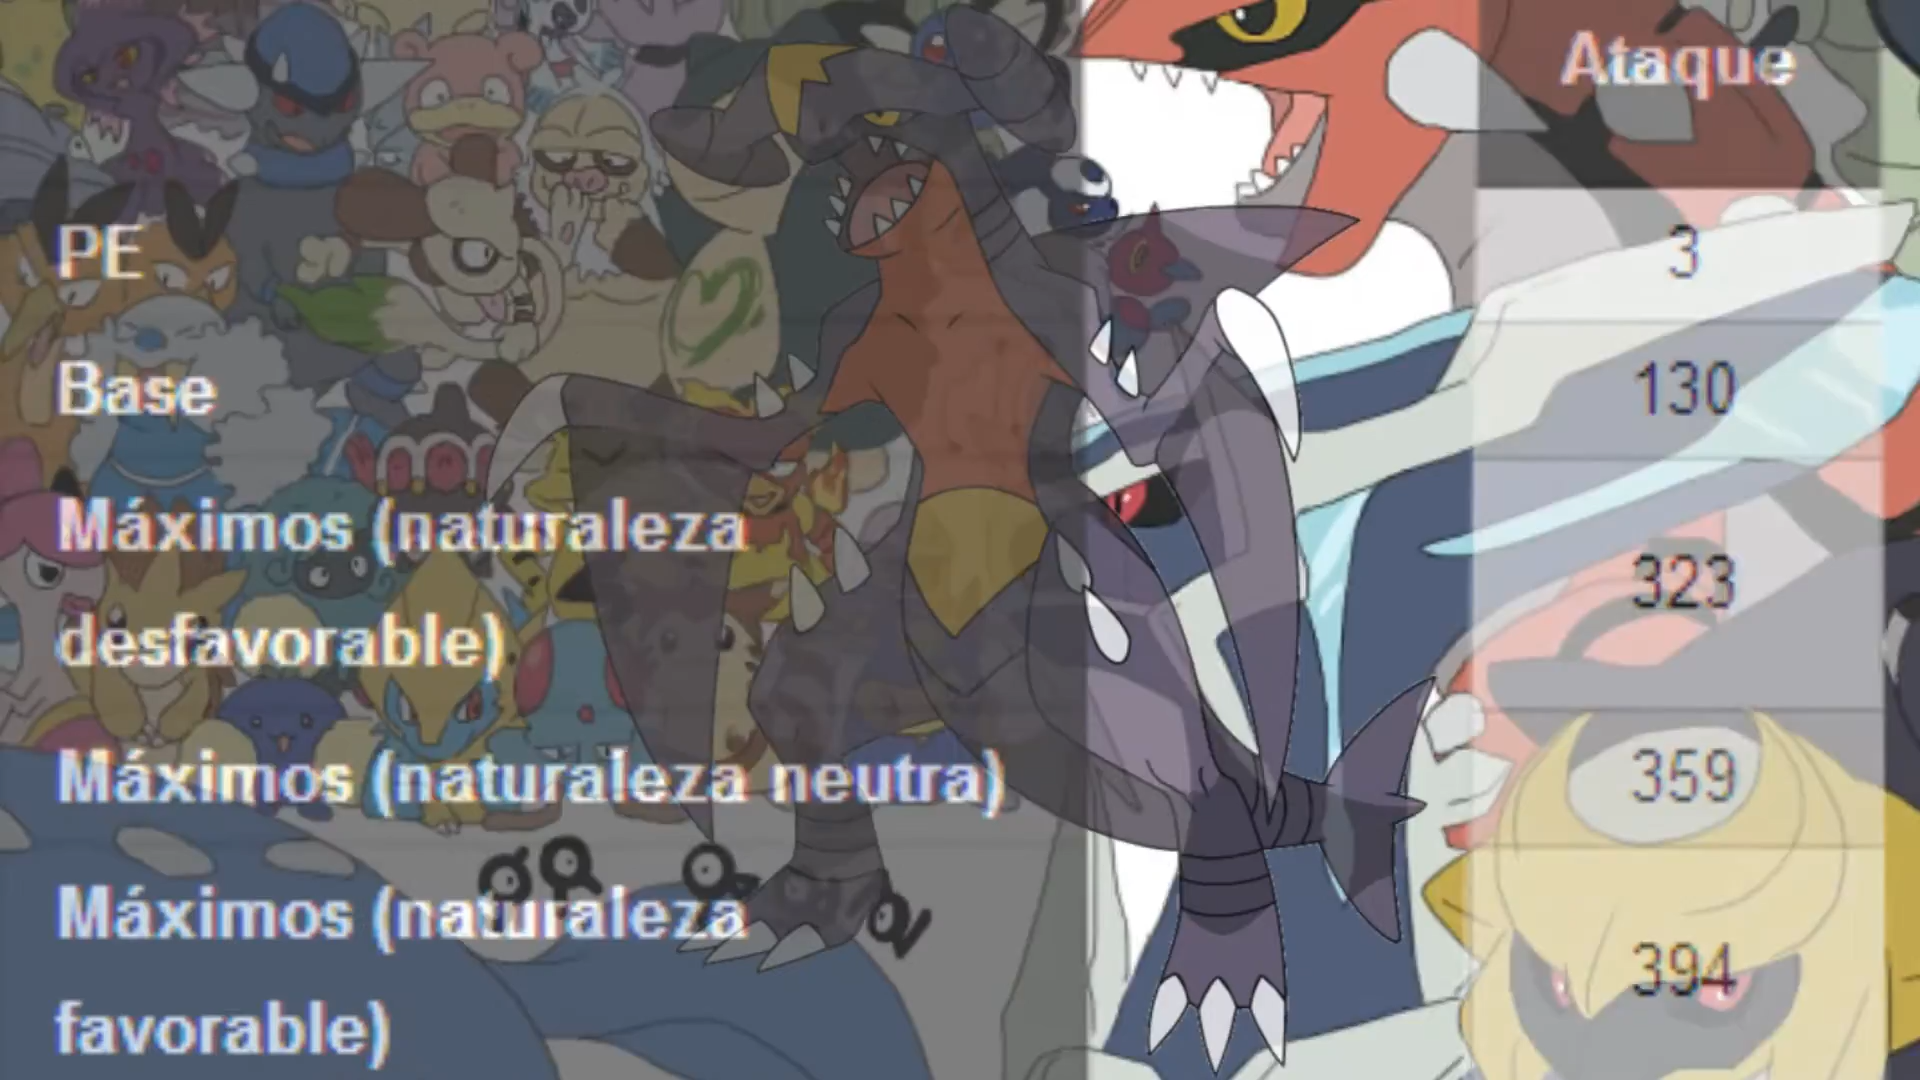 Ataque
PE 3
Base 130
Máximos (naturaleza
desfavorable) 323
Máximos (naturaleza neutra) 359
Máximos (naturaleza
favorable) 394